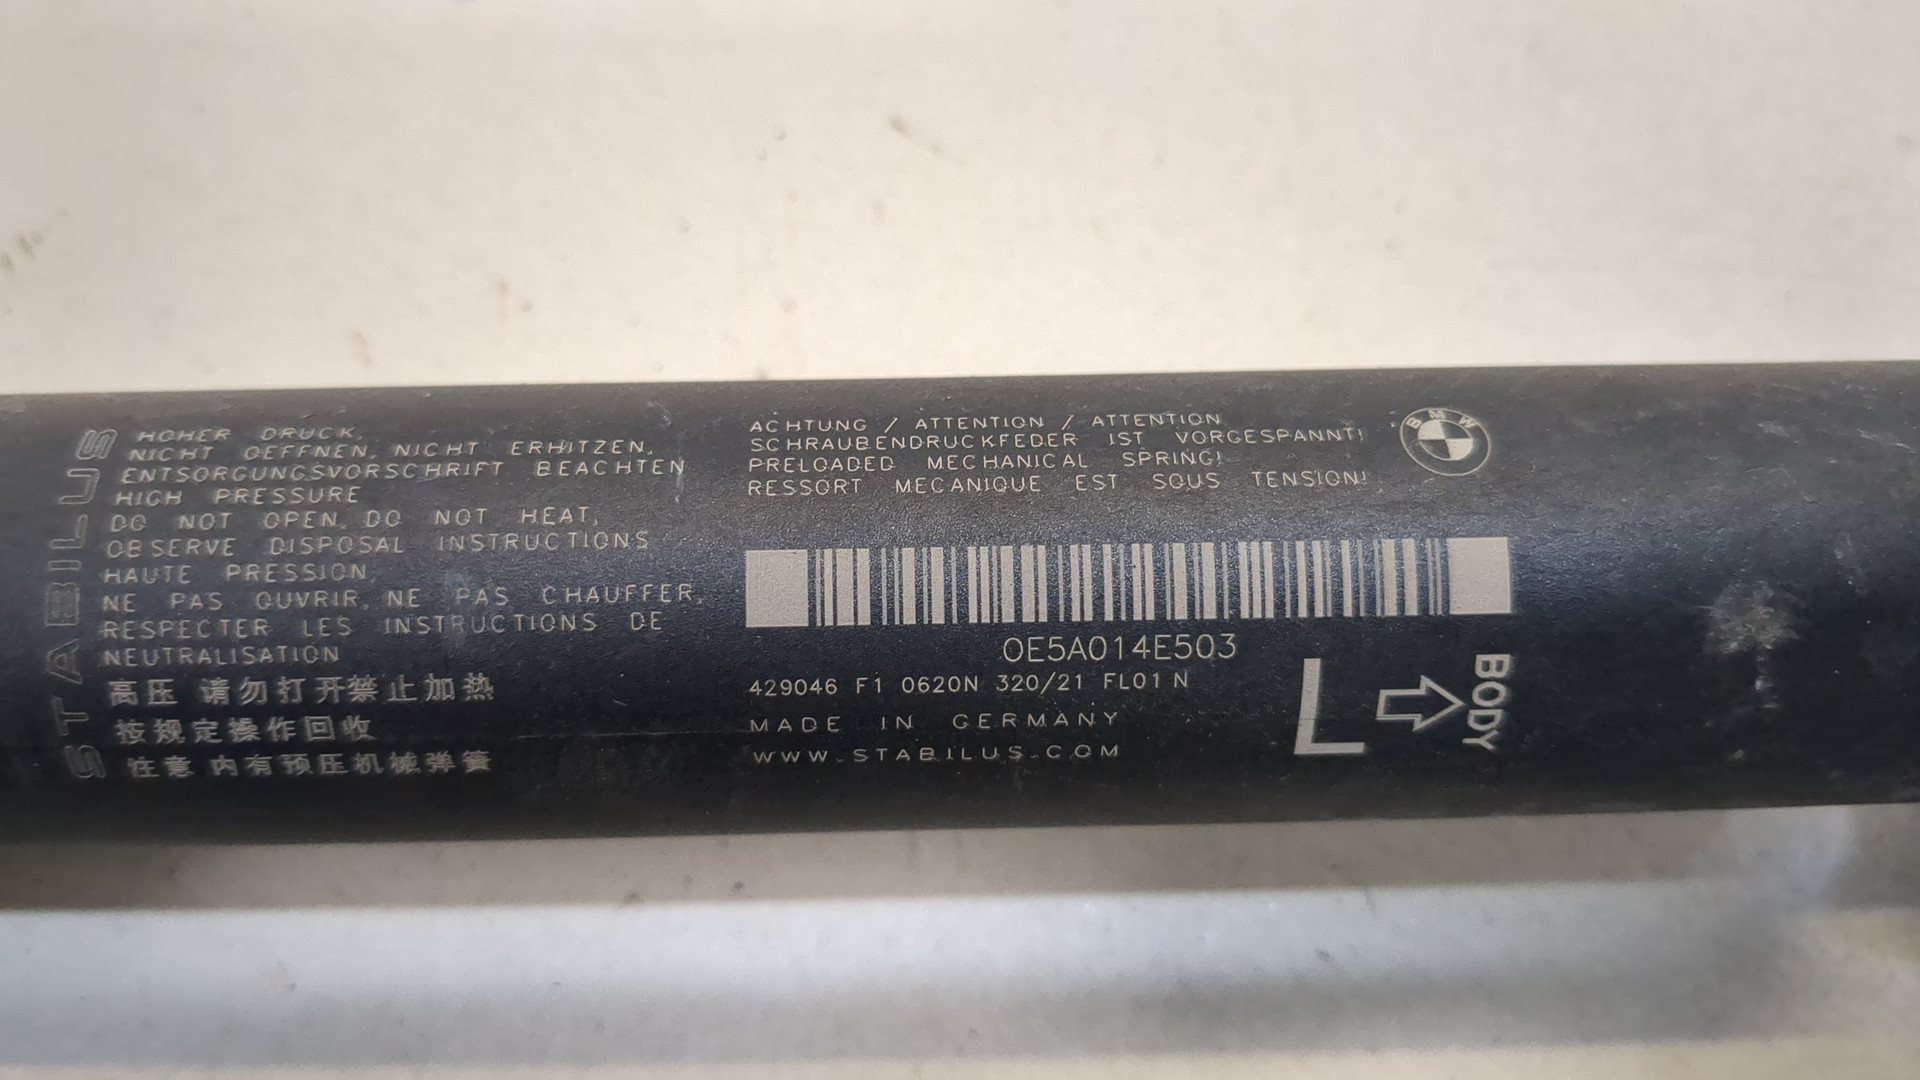 STABILUS
HOHER DRUCK,
NICHT OEFFNEN, NICHT ERHITZEN,
ENTSORGUNGSVORSCHRIFT BEACHTEN
HIGH PRESSURE
DO NOT OPEN, DO NOT HEAT,
OBSERVE DISPOSAL INSTRUCTIONS
HAUTE PRESSION,
NE PAS OUVRIR, NE PAS CHAUFFER,
RESPECTER LES INSTRUCTIONS DE
NEUTRALISATION
高压 请勿打开禁止加热
按规定操作回收
注意 内有预压机械弹簧
ACHTUNG / ATTENTION / ATTENTION
SCHRAUBENDRUCKFEDER IST VORGESPANNT!
PRELOADED MECHANICAL SPRING!
RESSORT MECANIQUE EST SOUS TENSION!
BMW
0E5A014E503
429046 F1 0620N 320/21 FL01 N
MADE IN GERMANY
WWW.STABILUS.COM
L
BODY